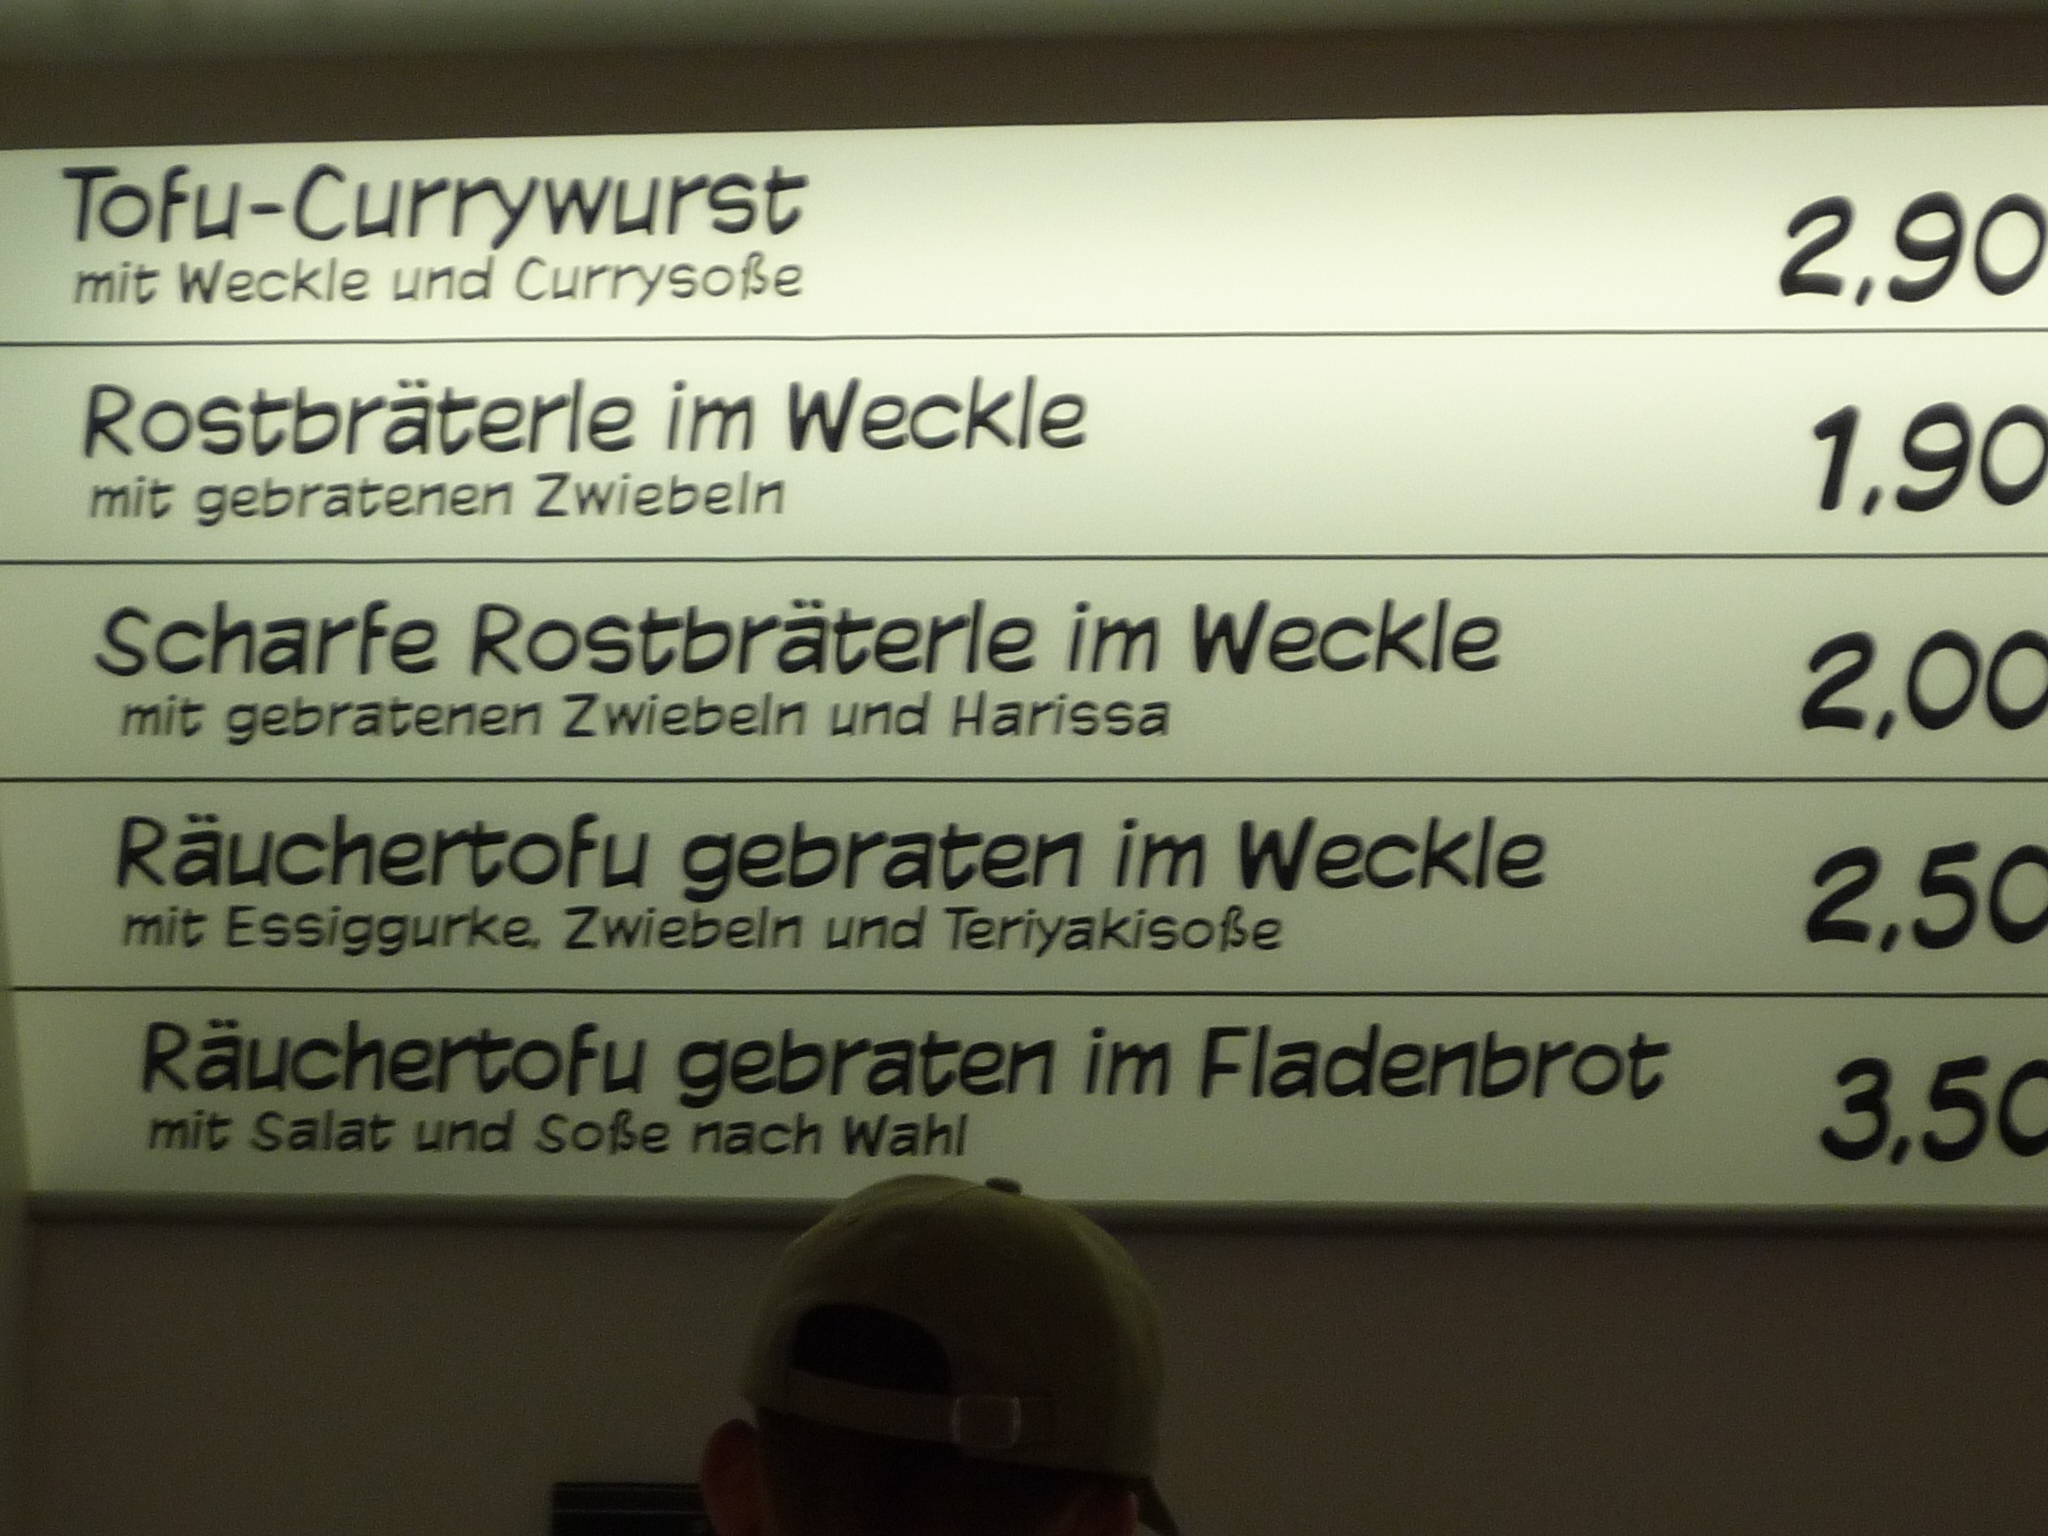 Tofu-Currywurst 2,90
mit Weckle und Currysoße
Rostbräterle im Weckle 1,90
mit gebratenen Zwiebeln
Scharfe Rostbräterle im Weckle 2,00
mit gebratenen Zwiebeln und Harissa
Räuchertofu gebraten im Weckle 2,50
mit Essiggurke, Zwiebeln und Teriyakisoße
Räuchertofu gebraten im Fladenbrot 3,50
mit Salat und Soße nach Wahl